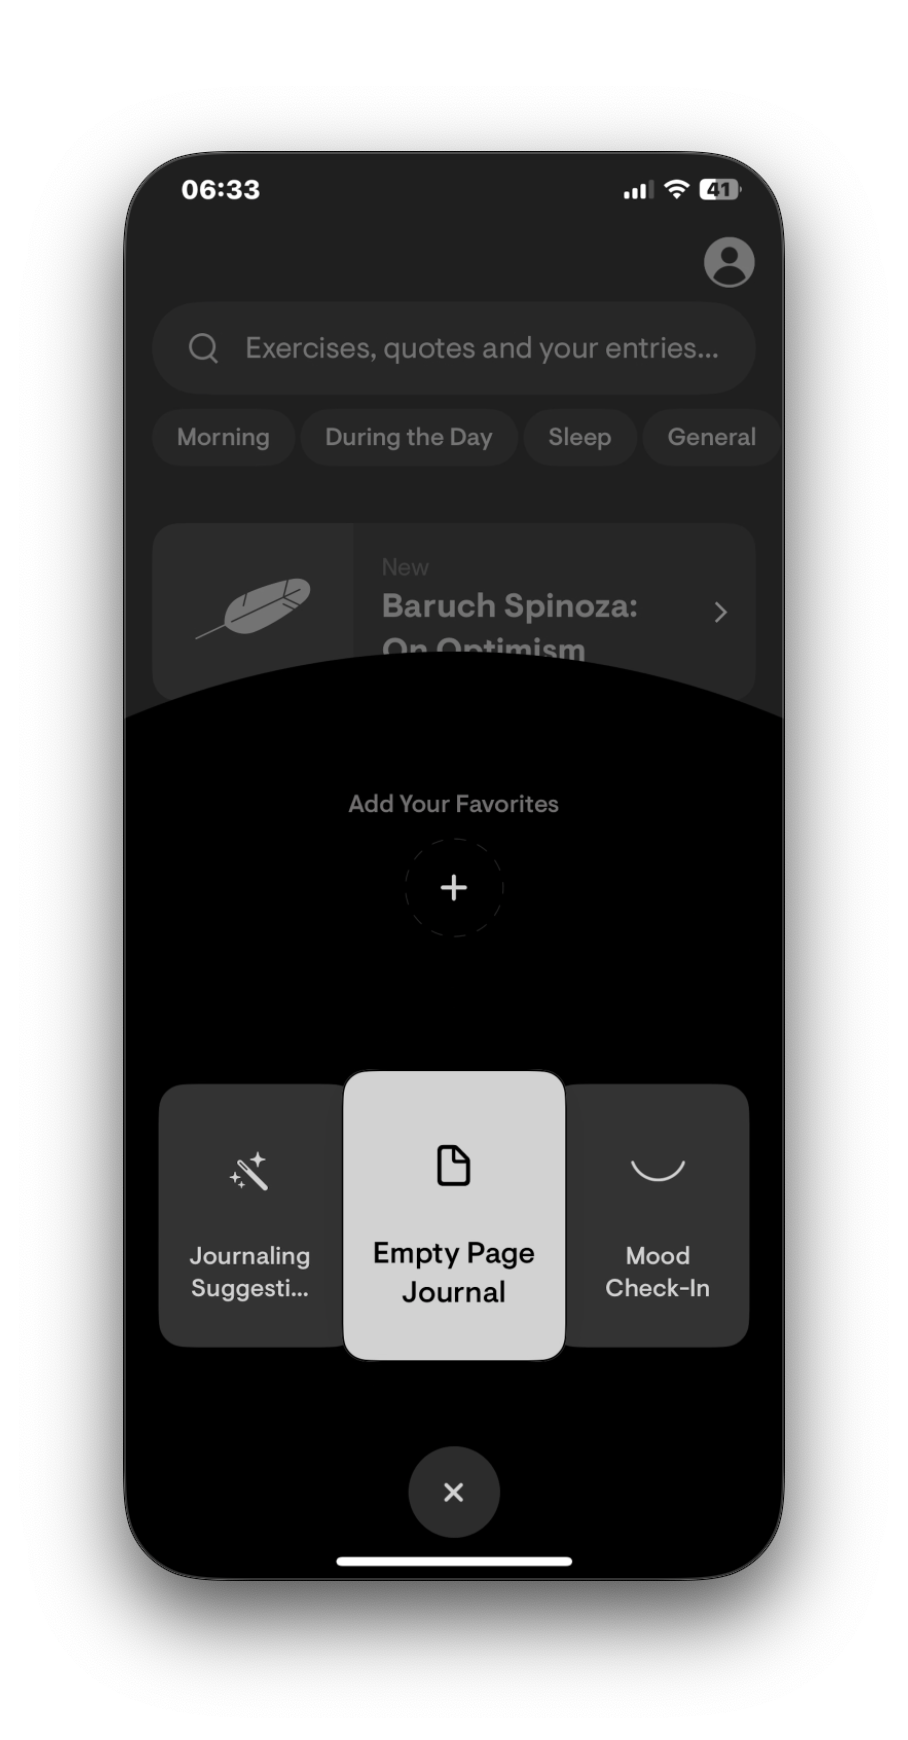 06:33
41
Exercises, quotes and your entries...
Morning
During the Day
Sleep
General
New
Baruch Spinoza:
On Optimism
Add Your Favorites
Journaling
Suggesti...
Empty Page
Journal
Mood
Check-In